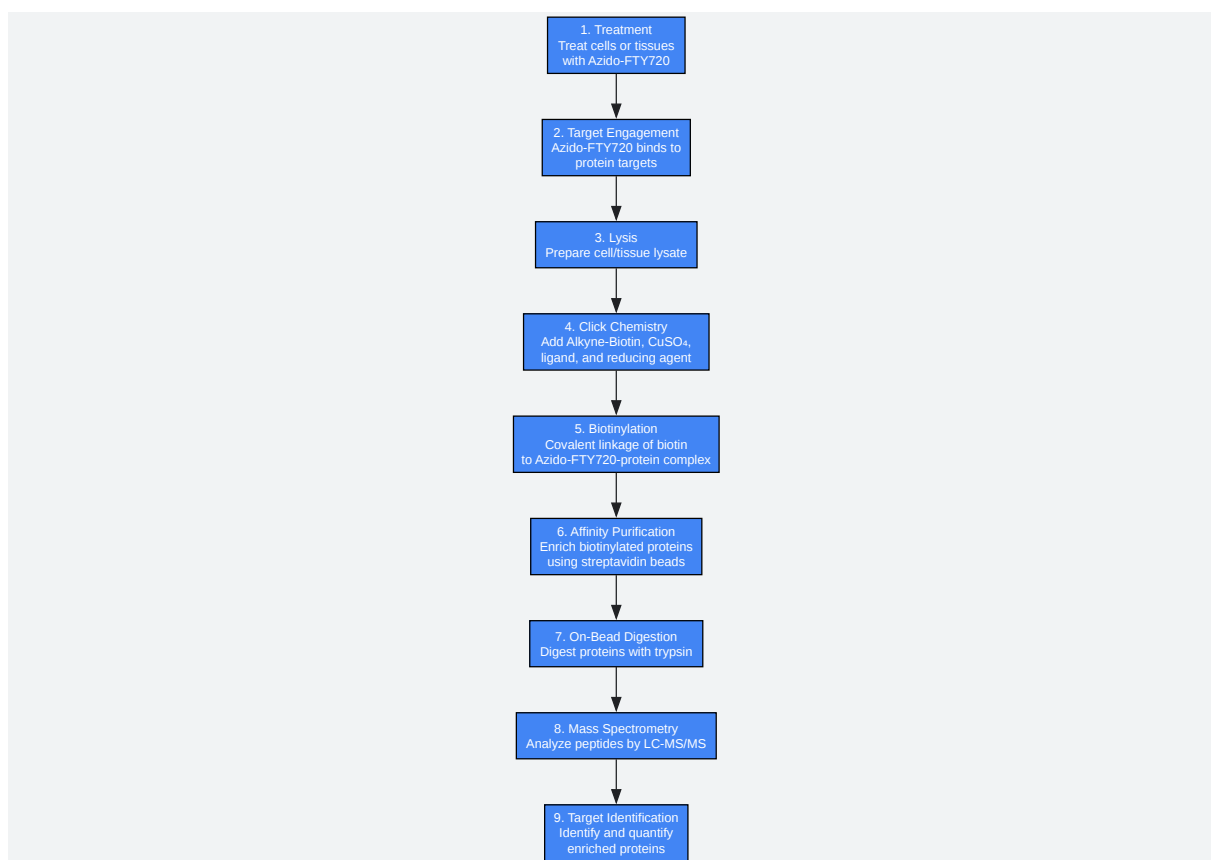 1. Treatment
Treat cells or tissues
with Azido-FTY720
2. Target Engagement
Azido-FTY720 binds to
protein targets
3. Lysis
Prepare cell/tissue lysate
4. Click Chemistry
Add Alkyne-Biotin, CuSO₄,
ligand, and reducing agent
5. Biotinylation
Covalent linkage of biotin
to Azido-FTY720-protein complex
6. Affinity Purification
Enrich biotinylated proteins
using streptavidin beads
7. On-Bead Digestion
Digest proteins with trypsin
8. Mass Spectrometry
Analyze peptides by LC-MS/MS
9. Target Identification
Identify and quantify
enriched proteins